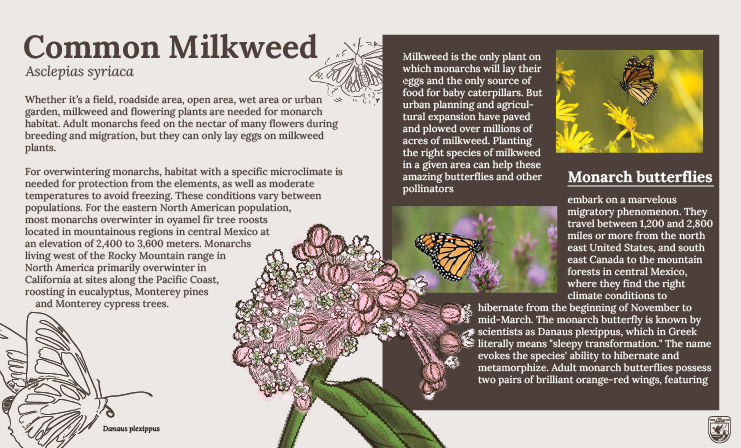 Common Milkweed
Asclepias syriaca
Whether it's a field, roadside area, open area, wet area or urban
garden, milkweed and flowering plants are needed for monarch
habitat. Adult monarchs feed on the nectar of many flowers during
breeding and migration, but they can only lay eggs on milkweed
plants.
For overwintering monarchs, habitat with a specific microclimate is
needed for protection from the elements, as well as moderate
temperatures to avoid freezing. These conditions vary between
populations. For the eastern North American population,
most monarchs overwinter in oyamel fir tree roosts
located in mountainous regions in central Mexico at
an elevation of 2,400 to 3,600 meters. Monarchs
living west of the Rocky Mountain range in
North America primarily overwinter in
California at sites along the Pacific Coast,
roosting in eucalyptus, Monterey pines
and Monterey cypress trees.
Danaus plexippus
Milkweed is the only plant on
which monarchs will lay their
eggs and the only source of
food for baby caterpillars. But
urban planning and agricul-
tural expansion have paved
and plowed over millions of
acres of milkweed. Planting
the right species of milkweed
in a given area can help these
amazing butterflies and other
pollinators
Monarch butterflies
embark on a marvelous
migratory phenomenon. They
travel between 1,200 and 2,800
miles or more from the north
east United States, and south
east Canada to the mountain
forests in central Mexico,
where they find the right
climate conditions to
hibernate from the beginning of November to
mid-March. The monarch butterfly is known by
scientists as Danaus plexippus, which in Greek
literally means "sleepy transformation." The name
evokes the species' ability to hibernate and
metamorphize. Adult monarch butterflies possess
two pairs of brilliant orange-red wings, featuring